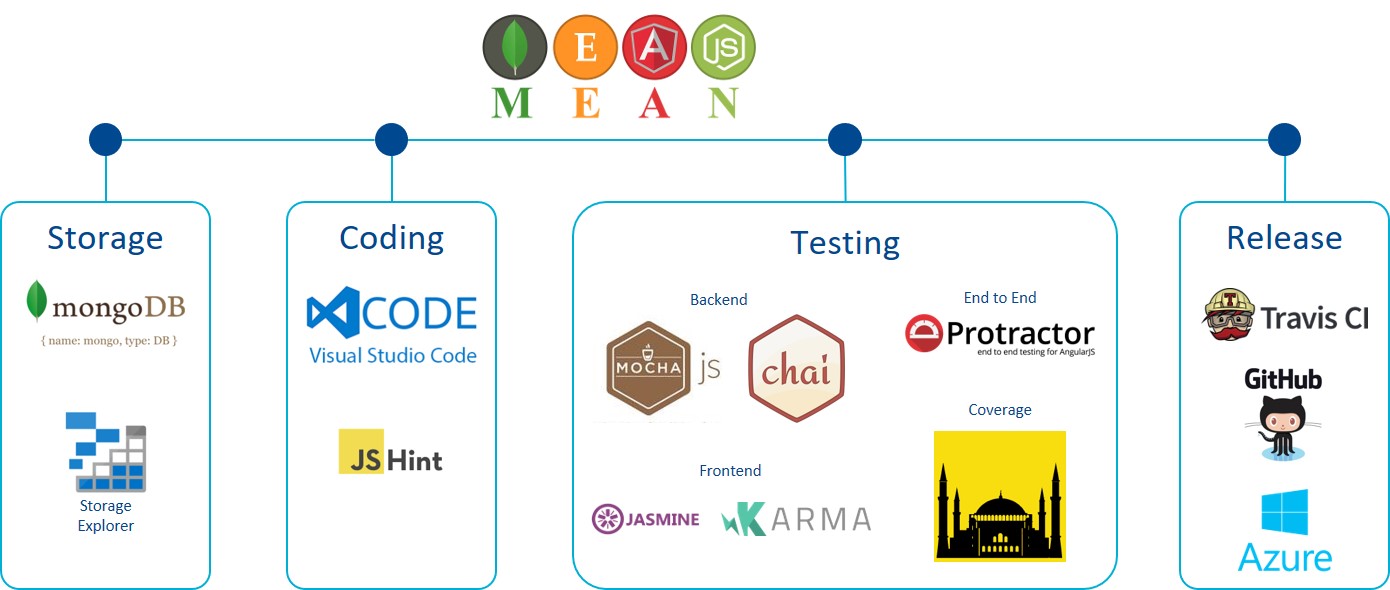 E A JS
M E A N
Storage
mongoDB
{ name: mongo, type: DB }
Storage
Explorer
Coding
CODE
Visual Studio Code
JS Hint
Testing
Backend
MOCHA js
chai
Frontend
JASMINE
KARMA
End to End
Protractor
end to end testing for AngularJS
Coverage
Release
T
Travis CI
GitHub
Azure